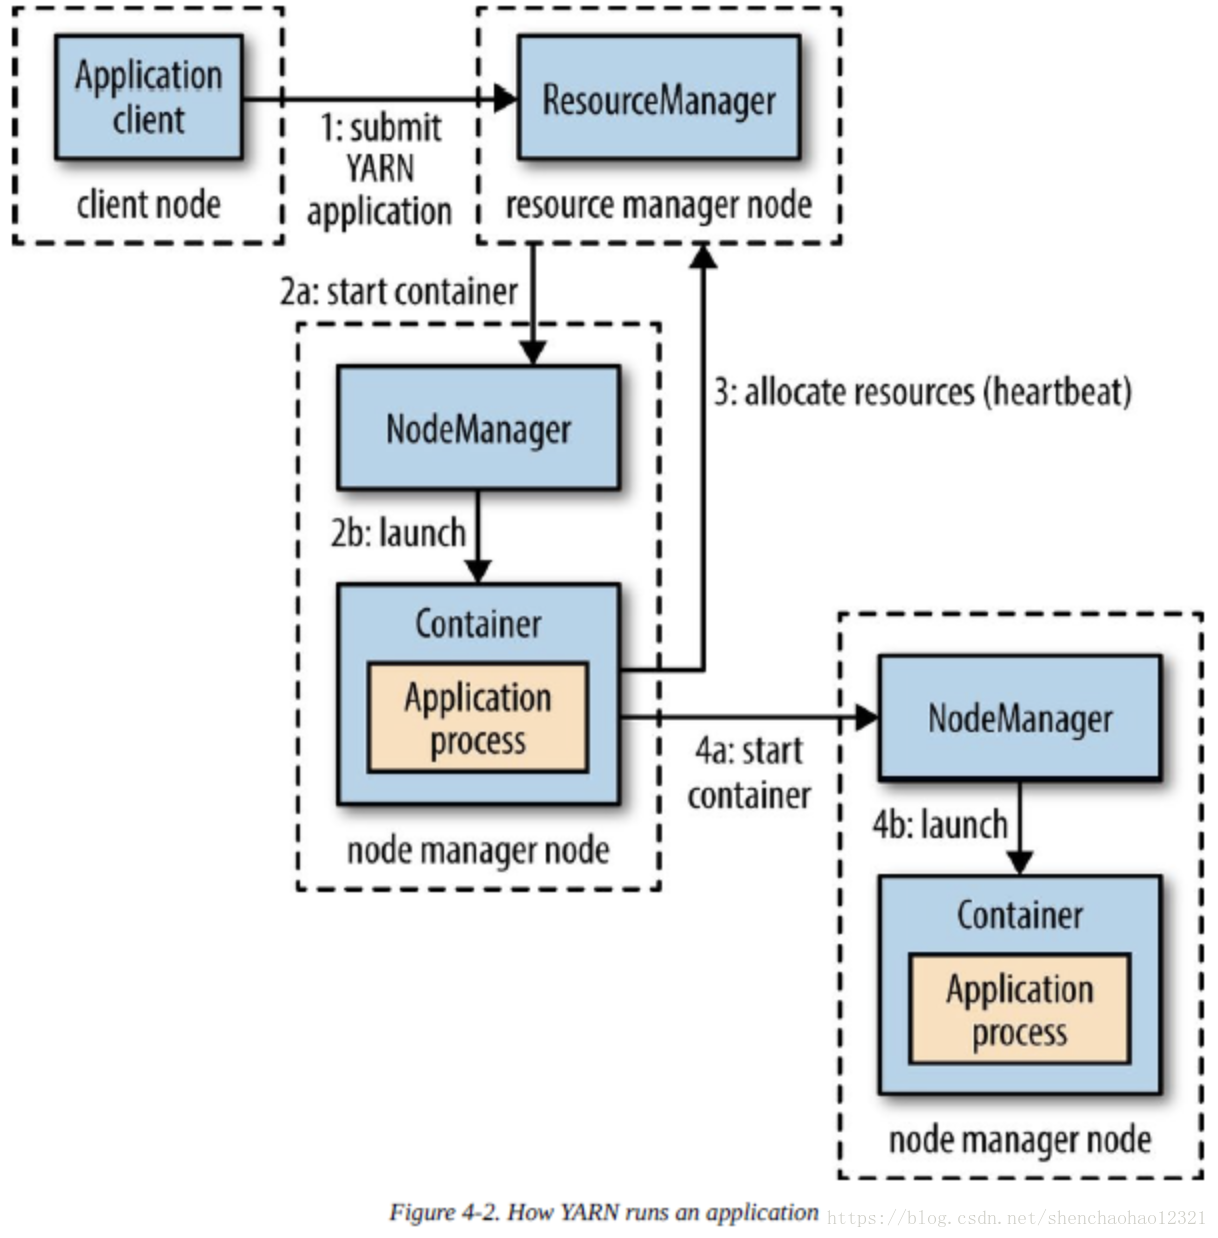 Application
client
client node
1: submit
YARN
application
ResourceManager
resource manager node
2a: start container
NodeManager
2b: launch
Container
Application
process
node manager node
3: allocate resources (heartbeat)
4a: start
container
NodeManager
4b: launch
Container
Application
process
node manager node
Figure 4-2. How YARN runs an application
https://blog.csdn.net/shenchaohao12321